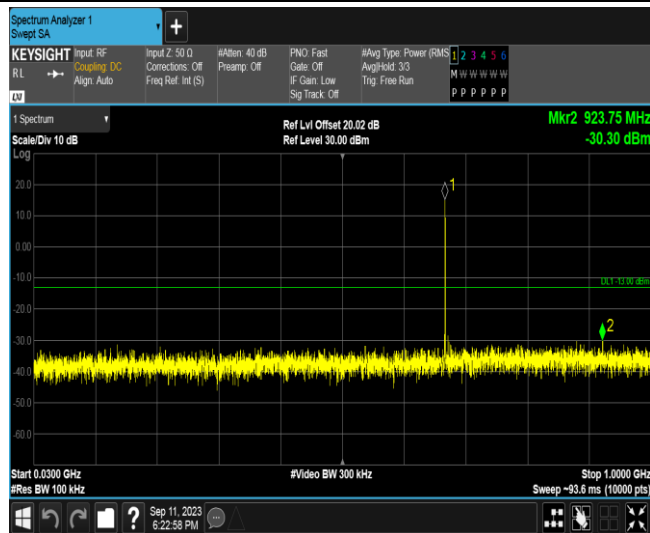 Spectrum Analyzer 1
Swept SA
+
KEYSIGHT
RL
Input: RF
Coupling: DC
Align: Auto
Input Z: 50 Ω
Corrections: Off
Freq Ref: Int (S)
#Atten: 40 dB
Preamp: Off
PNO: Fast
Gate: Off
IF Gain: Low
Sig Track: Off
#Avg Type: Power (RMS
Avg|Hold: 3/3
Trig: Free Run
1 2 3 4 5 6
M W W W W W
P P P P P P
1 Spectrum
Scale/Div 10 dB
Log
Ref Lvl Offset 20.02 dB
Ref Level 30.00 dBm
Mkr2 923.75 MHz
-30.30 dBm
20.0
10.0
0.00
-10.0
-20.0
-30.0
-40.0
-50.0
-60.0
1
DL1 -13.00 dBm
2
Start 0.0300 GHz
#Res BW 100 kHz
#Video BW 300 kHz
Stop 1.0000 GHz
Sweep ~93.6 ms (10000 pts)
?
Sep 11, 2023
6:22:58 PM